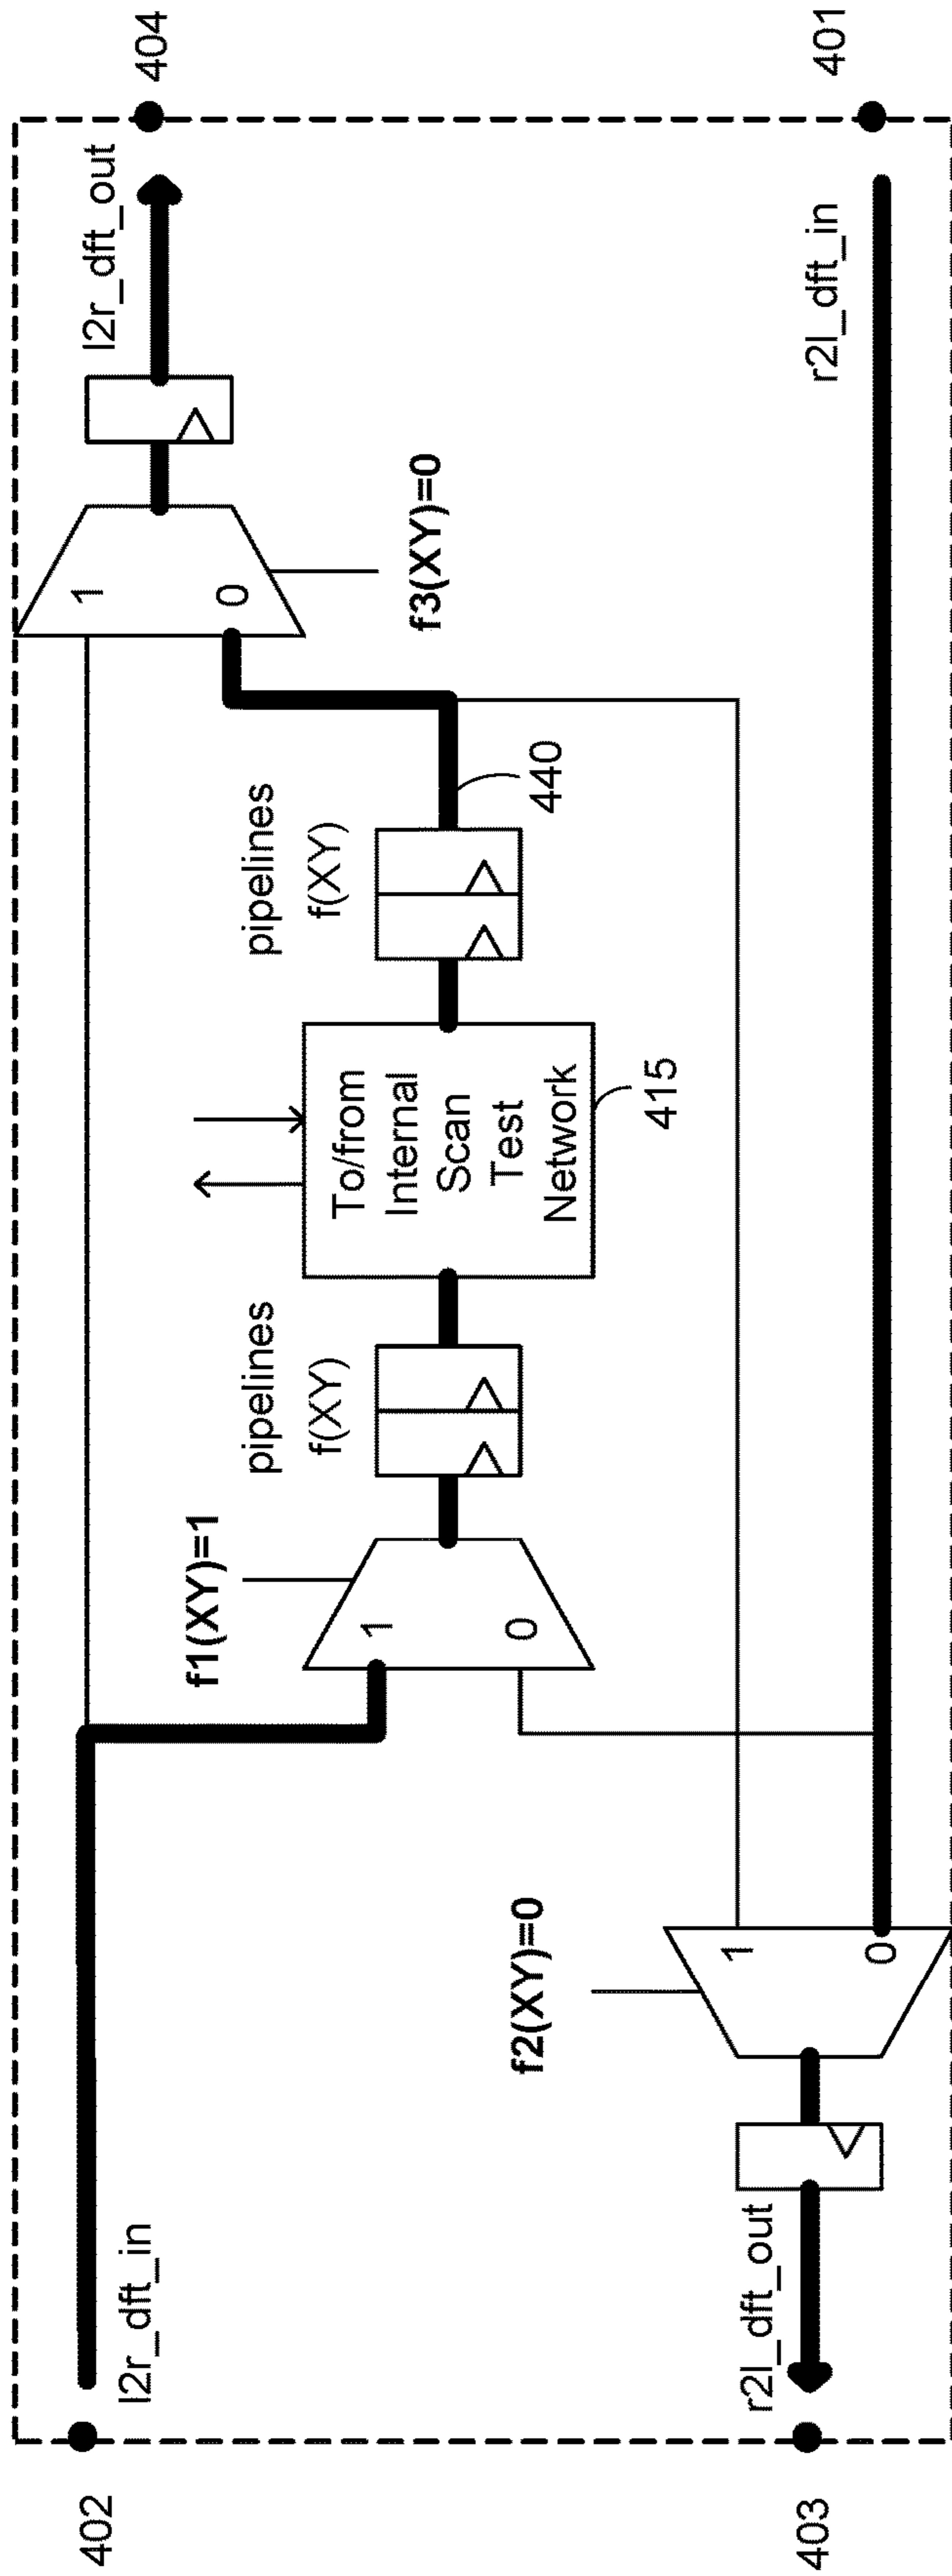 402
l2r_dft_in
f1(XY)=1
1
0
pipelines
f(XY)
To/from
Internal
Scan
Test
Network
415
pipelines
f(XY)
440
1
0
f3(XY)=0
l2r_dft_out
404
403
r2l_dft_out
f2(XY)=0
1
0
r2l_dft_in
401